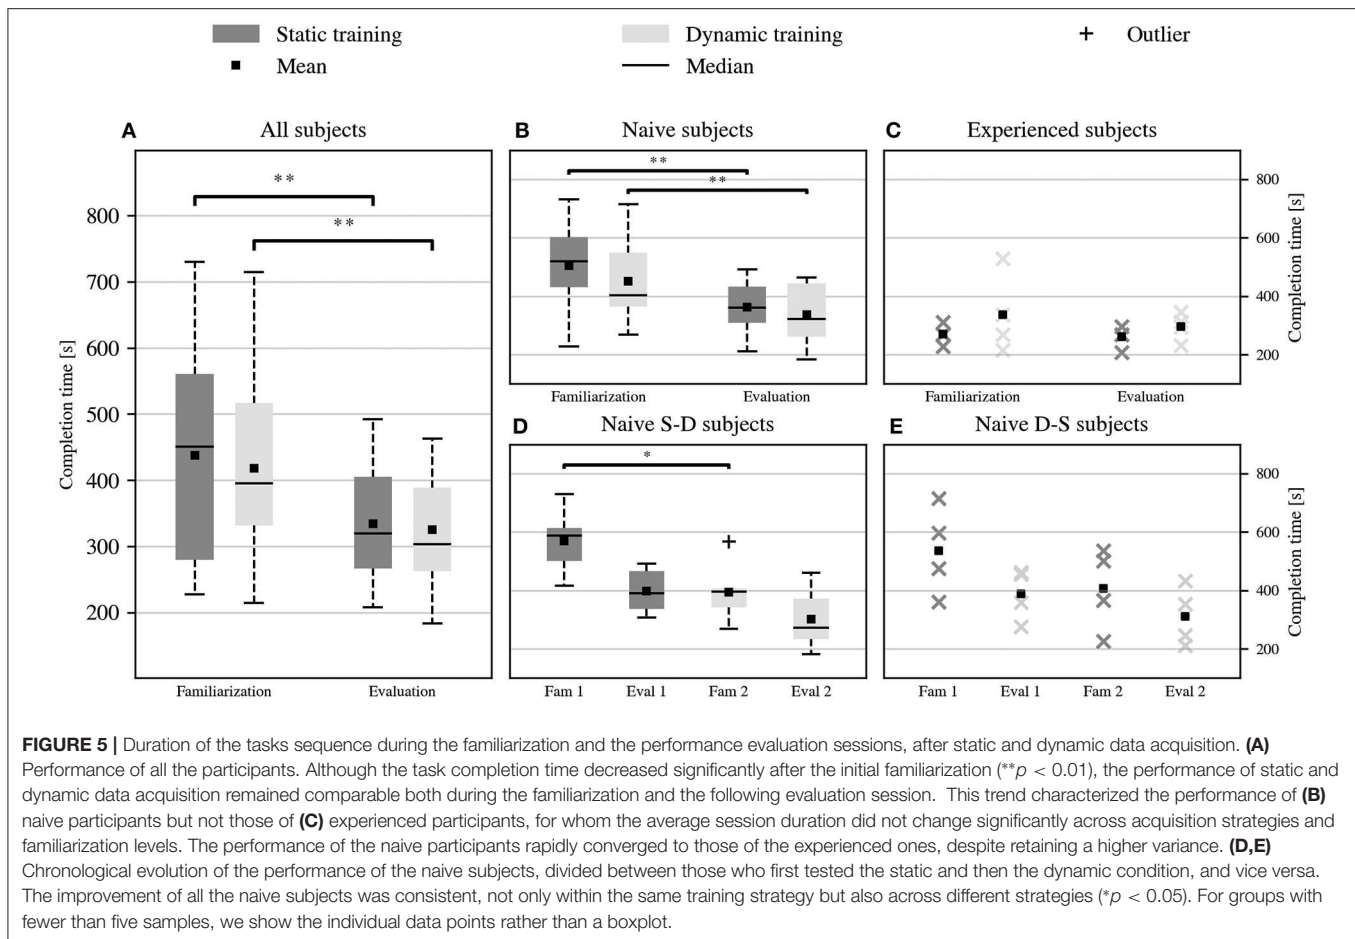 Static training
Dynamic training
+ Outlier
Mean
Median
A All subjects
Completion time [s]
800
700
600
500
400
300
200
**
**
Familiarization Evaluation
B Naive subjects
**
**
Familiarization Evaluation
C Experienced subjects
800
600
400
200
Completion time [s]
Familiarization Evaluation
D Naive S-D subjects
*
Fam 1 Eval 1 Fam 2 Eval 2
E Naive D-S subjects
800
600
400
200
Completion time [s]
Fam 1 Eval 1 Fam 2 Eval 2
FIGURE 5 | Duration of the tasks sequence during the familiarization and the performance evaluation sessions, after static and dynamic data acquisition. (A)
Performance of all the participants. Although the task completion time decreased significantly after the initial familiarization (**p < 0.01), the performance of static and
dynamic data acquisition remained comparable both during the familiarization and the following evaluation session. This trend characterized the performance of (B)
naive participants but not those of (C) experienced participants, for whom the average session duration did not change significantly across acquisition strategies and
familiarization levels. The performance of the naive participants rapidly converged to those of the experienced ones, despite retaining a higher variance. (D,E)
Chronological evolution of the performance of the naive subjects, divided between those who first tested the static and then the dynamic condition, and vice versa.
The improvement of all the naive subjects was consistent, not only within the same training strategy but also across different strategies (*p < 0.05). For groups with
fewer than five samples, we show the individual data points rather than a boxplot.